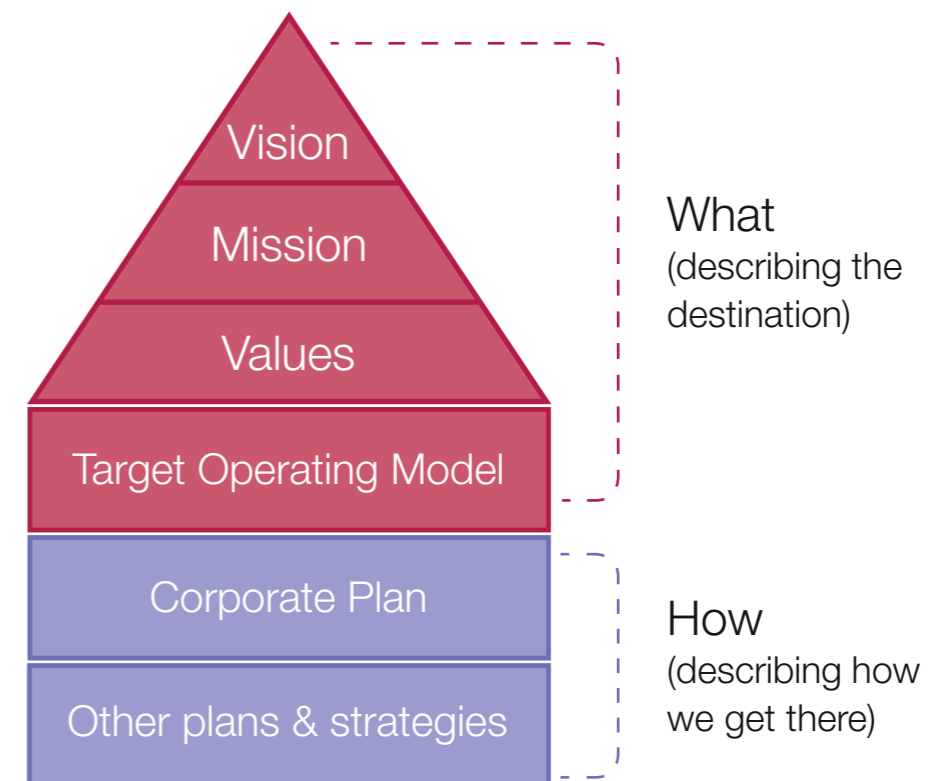 Vision
Mission
Values
Target Operating Model
What
(describing the
destination)
Corporate Plan
Other plans & strategies
How
(describing how
we get there)